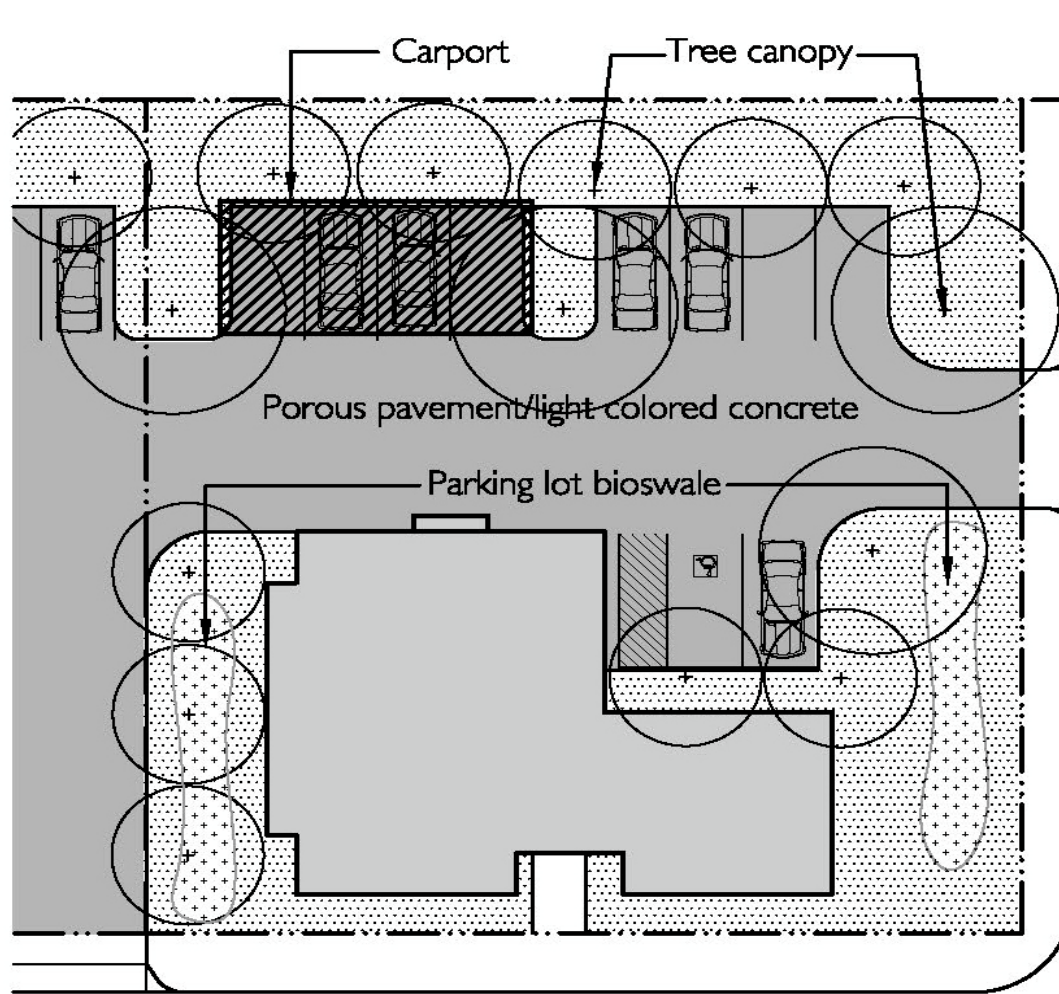 Carport
Tree canopy
Porous pavement/light colored concrete
Parking lot bioswale